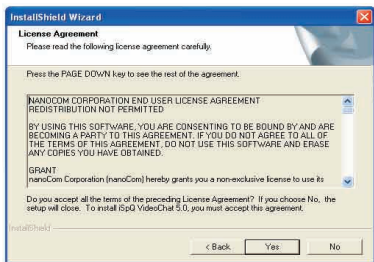 InstallShield Wizard
License Agreement
Please read the following license agreement carefully.
Press the PAGE DOWN key to see the rest of the agreement.
NANOCOM CORPORATION END USER LICENSE AGREEMENT
REDISTRIBUTION NOT PERMITTED
BY USING THIS SOFTWARE, YOU ARE CONSENTING TO BE BOUND BY AND ARE
BECOMING A PARTY TO THIS AGREEMENT. IF YOU DO NOT AGREE TO ALL OF
THE TERMS OF THIS AGREEMENT, DO NOT USE THIS SOFTWARE AND ERASE
ANY COPIES YOU HAVE OBTAINED.
GRANT
nanoCom Corporation (nanoCom) hereby grants you a non-exclusive license to use its
Do you accept all the terms of the preceding License Agreement? If you choose No, the
setup will close. To install iSpQ VideoChat 5.0, you must accept this agreement.
InstallShield
< Back Yes No